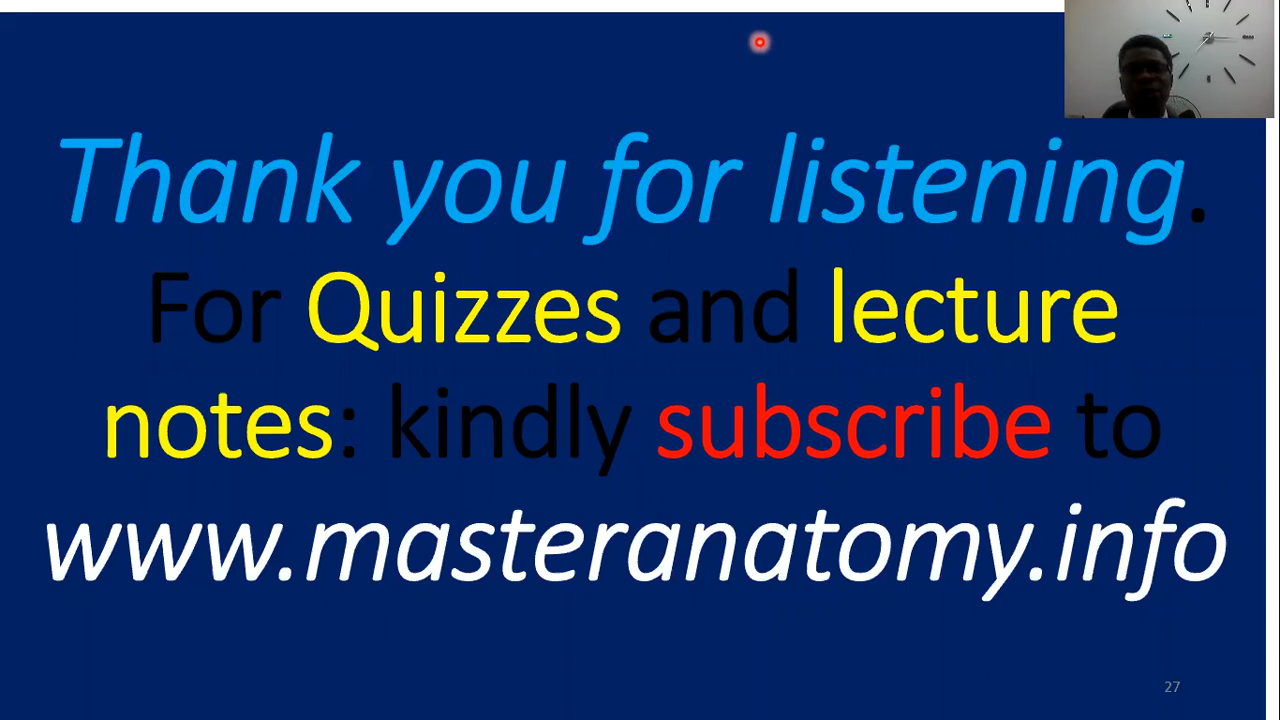 Thank you for listening.
For Quizzes and lecture
notes: kindly subscribe to
www.masteranatomy.info
27